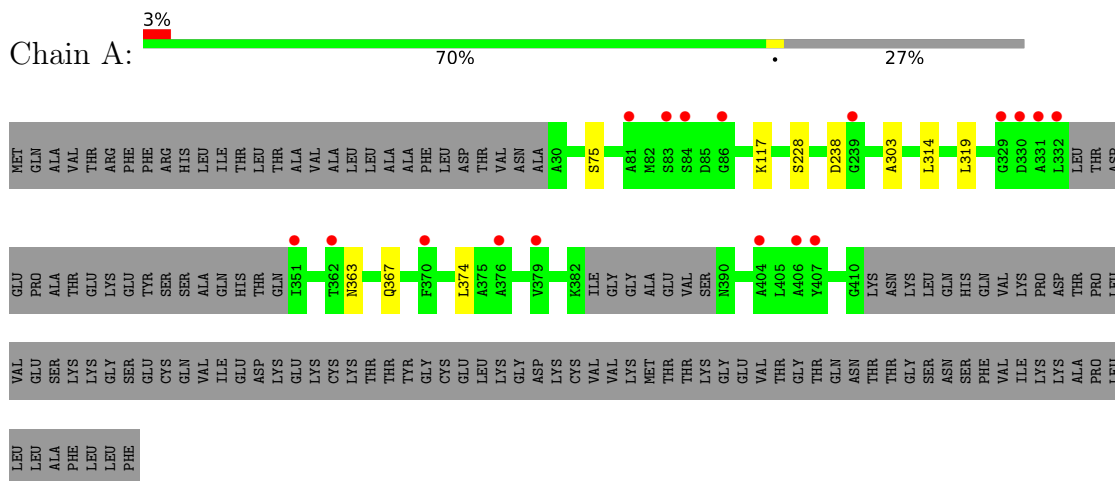 3%
Chain A:
70% • 27%
MET GLN ALA VAL THR ARG PHE PHE ARG HIS LEU ILE THR LEU THR ALA VAL ALA LEU LEU ALA ALA PHE LEU ASP THR VAL ASN ALA A30 S75 A81 M82 S83 S84 D85 G86 K117 S228 D238 G239 A303 L314 L319 G329 D330 A331 L332 LEU THR ASP
GLU PRO ALA THR GLU LYS GLU TYR SER SER ALA GLN HIS THR GLN I351 T362 N363 Q367 F370 L374 A375 A376 V379 K382 ILE GLY GLY ALA GLU VAL SER N390 A404 L405 A406 Y407 G410 LYS ASN LYS LEU GLN HIS GLN VAL LYS PRO ASP THR PRO LEU
VAL GLU SER LYS LYS GLY SER GLU CYS GLN VAL ILE GLU ASP LYS GLU LYS CYS LYS THR THR TYR GLY CYS GLU LEU LYS GLY ASP LYS CYS VAL VAL LYS MET THR THR LYS GLY GLU VAL THR GLY THR GLN ASN THR THR GLY SER ASN SER PHE VAL ILE LYS LYS ALA PRO LEU
LEU LEU ALA PHE LEU LEU PHE